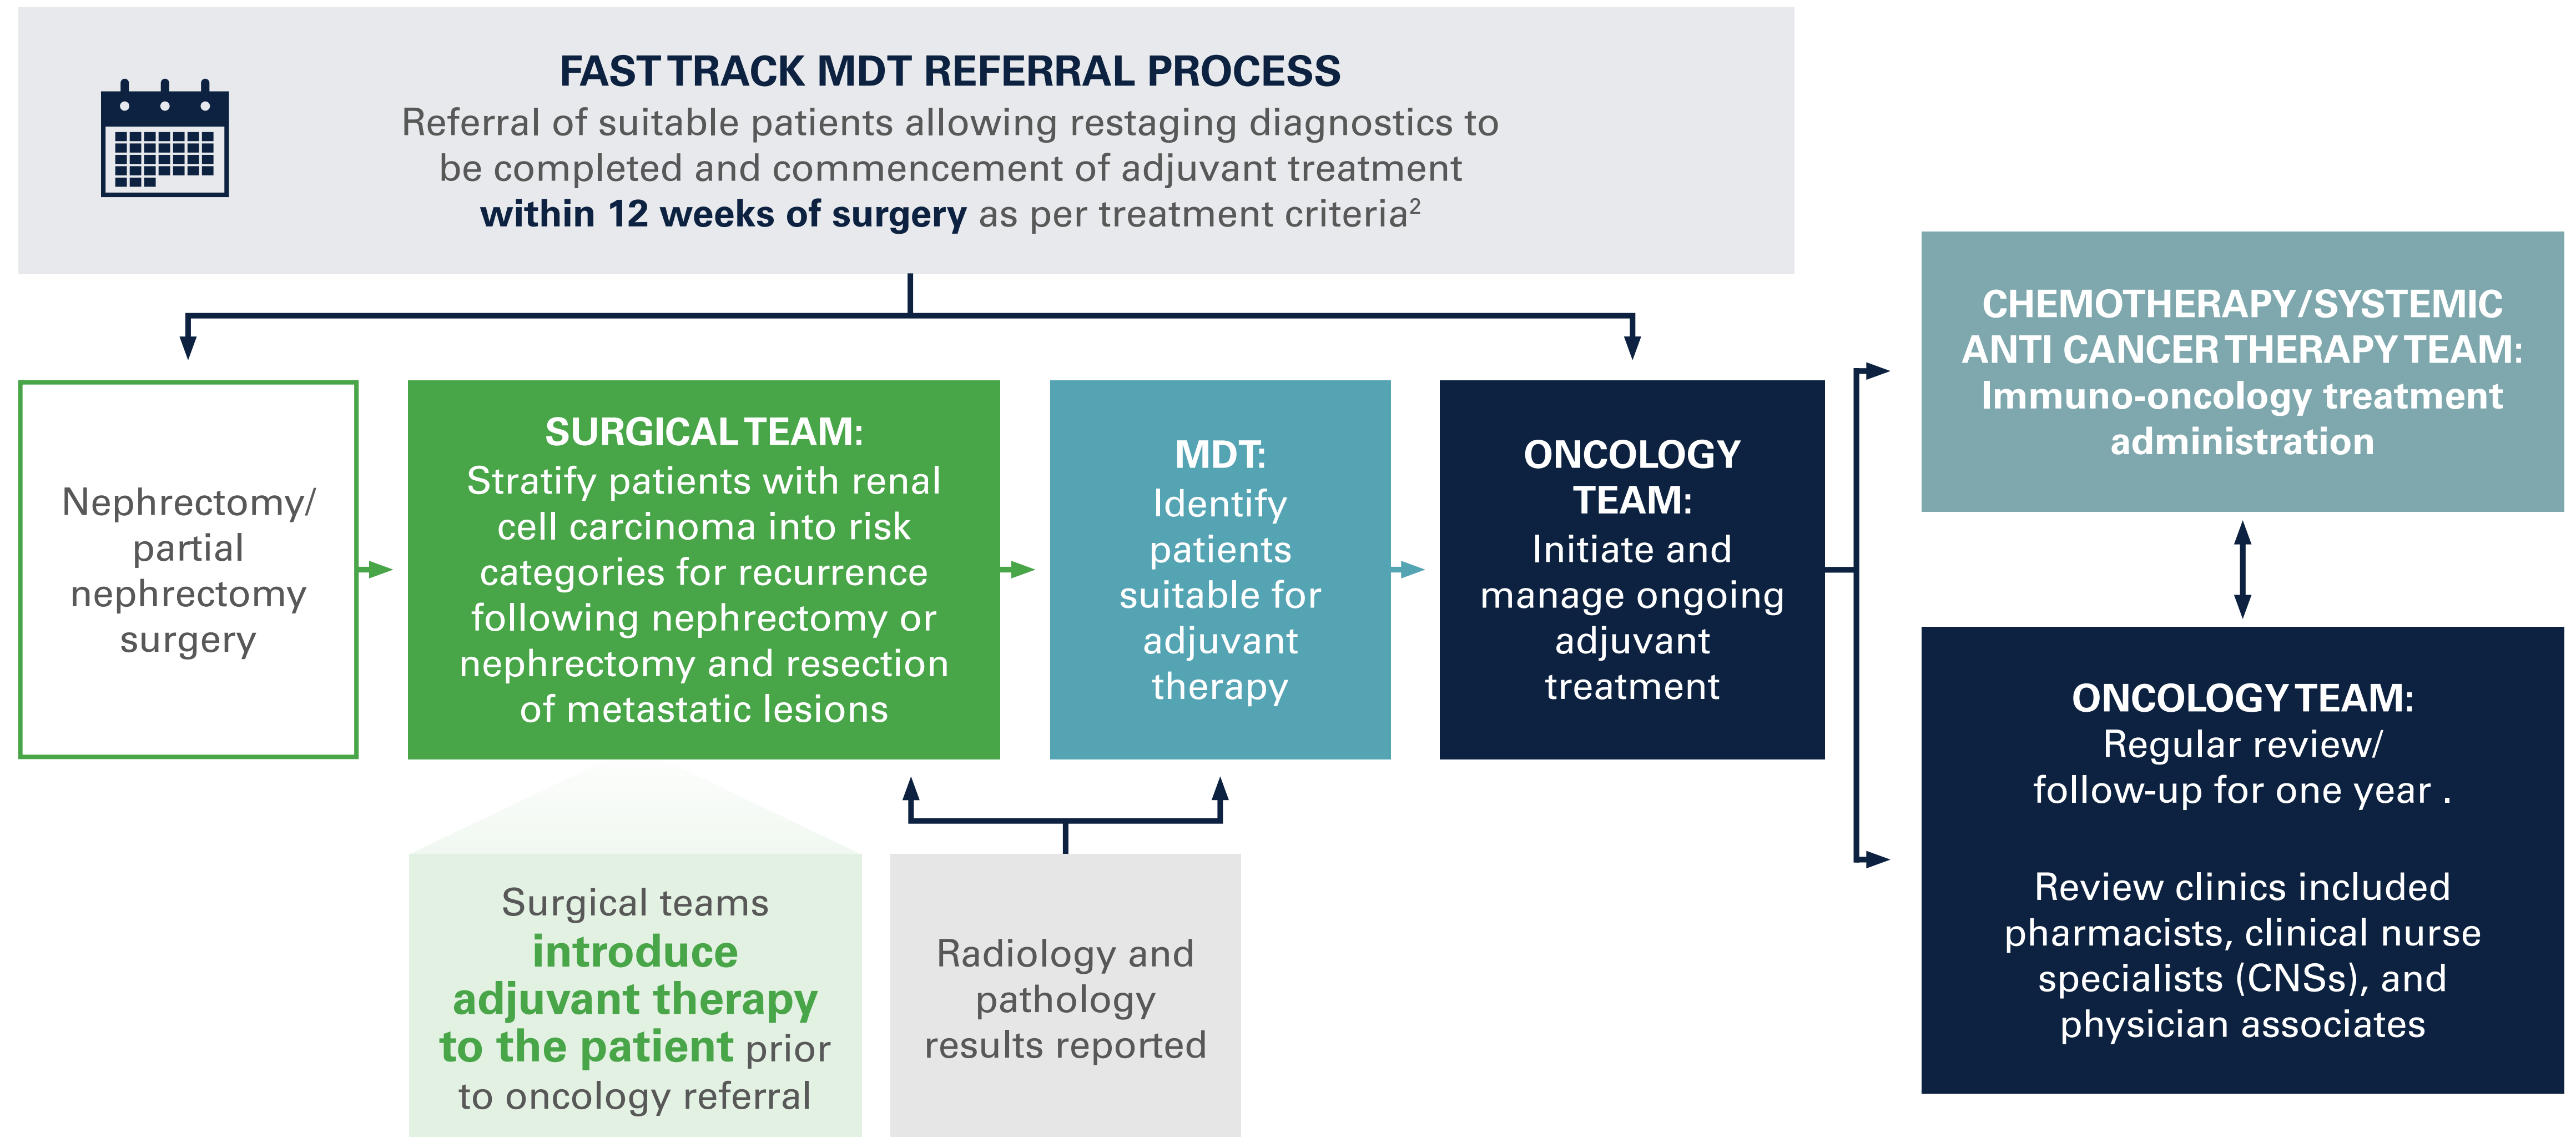 FAST TRACK MDT REFERRAL PROCESS
Referral of suitable patients allowing restaging diagnostics to
be completed and commencement of adjuvant treatment
within 12 weeks of surgery as per treatment criteria²
Nephrectomy/
partial
nephrectomy
surgery
SURGICAL TEAM:
Stratify patients with renal
cell carcinoma into risk
categories for recurrence
following nephrectomy or
nephrectomy and resection
of metastatic lesions
MDT:
Identify
patients
suitable for
adjuvant
therapy
ONCOLOGY
TEAM:
Initiate and
manage ongoing
adjuvant
treatment
CHEMOTHERAPY/SYSTEMIC
ANTI CANCER THERAPY TEAM:
Immuno-oncology treatment
administration
ONCOLOGY TEAM:
Regular review/
follow-up for one year .
Review clinics included
pharmacists, clinical nurse
specialists (CNSs), and
physician associates
Surgical teams
introduce
adjuvant therapy
to the patient prior
to oncology referral
Radiology and
pathology
results reported